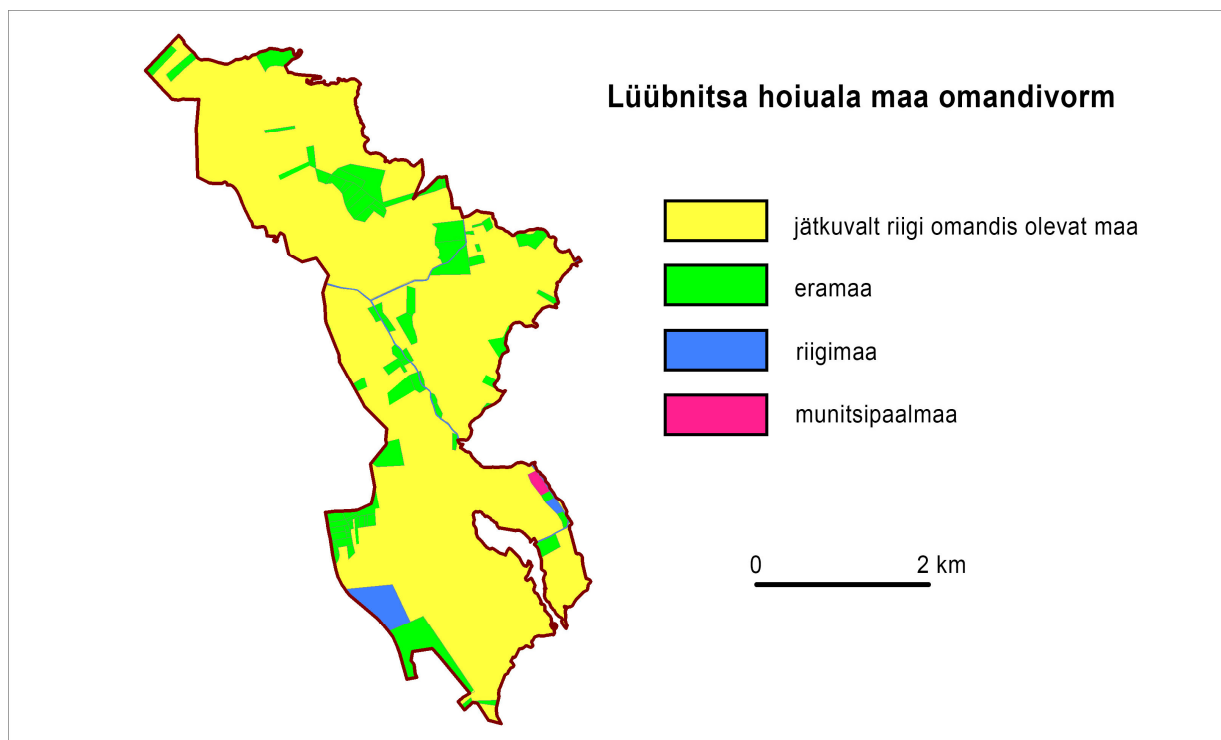 Lüübnitsa hoiuala maa omandivorm
jätkuvalt riigi omandis olevat maa
eramaa
riigimaa
munitsipaalmaa
0 2 km